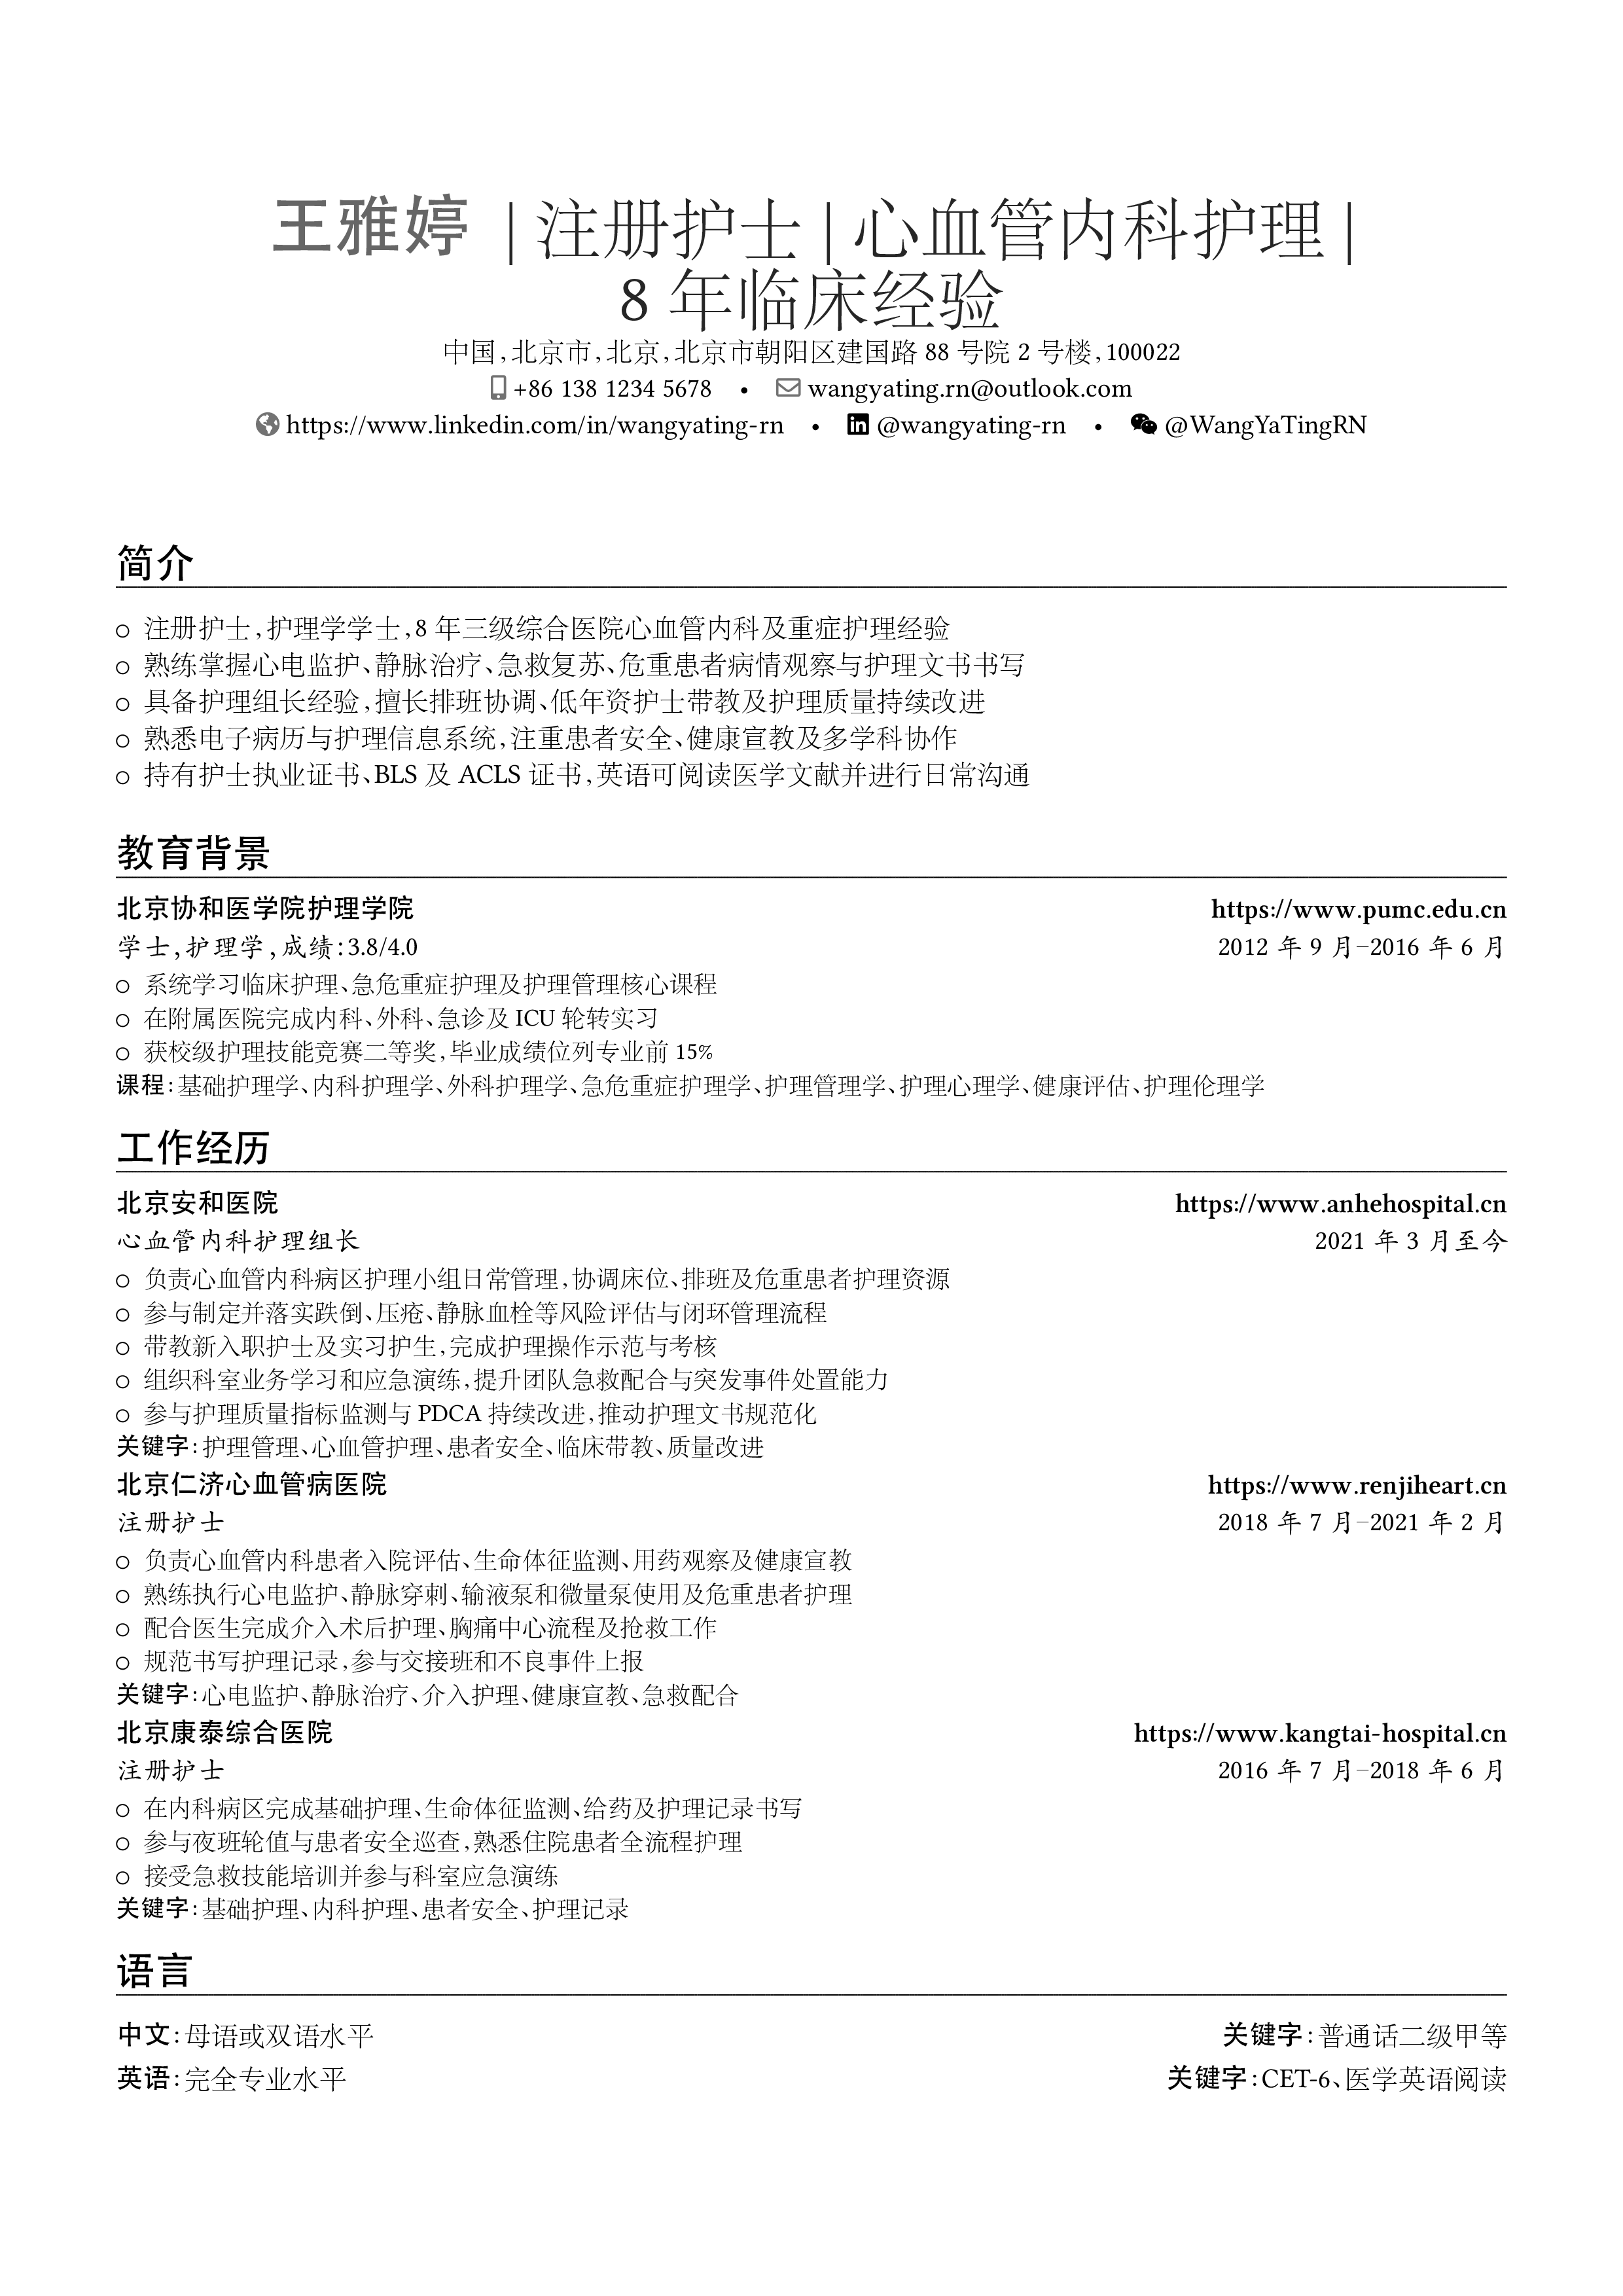 王雅婷 | 注册护士 | 心血管内科护理 |
8 年临床经验
中国,北京市,北京,北京市朝阳区建国路 88 号院 2 号楼,100022
+86 138 1234 5678 • wangyating.rn@outlook.com
https://www.linkedin.com/in/wangyating-rn • @wangyating-rn • @WangYaTingRN
简介
注册护士,护理学学士,8 年三级综合医院心血管内科及重症护理经验
熟练掌握心电监护、静脉治疗、急救复苏、危重患者病情观察与护理文书书写
具备护理组长经验,擅长排班协调、低年资护士带教及护理质量持续改进
熟悉电子病历与护理信息系统,注重患者安全、健康宣教及多学科协作
持有护士执业证书、BLS 及 ACLS 证书,英语可阅读医学文献并进行日常沟通
教育背景
北京协和医学院护理学院 https://www.pumc.edu.cn
学士,护理学,成绩:3.8/4.0 2012 年 9 月–2016 年 6 月
系统学习临床护理、急危重症护理及护理管理核心课程
在附属医院完成内科、外科、急诊及 ICU 轮转实习
获校级护理技能竞赛二等奖,毕业成绩位列专业前 15%
课程:基础护理学、内科护理学、外科护理学、急危重症护理学、护理管理学、护理心理学、健康评估、护理伦理学
工作经历
北京安和医院 https://www.anhehospital.cn
心血管内科护理组长 2021 年 3 月至今
负责心血管内科病区护理小组日常管理,协调床位、排班及危重患者护理资源
参与制定并落实跌倒、压疮、静脉血栓等风险评估与闭环管理流程
带教新入职护士及实习护生,完成护理操作示范与考核
组织科室业务学习和应急演练,提升团队急救配合与突发事件处置能力
参与护理质量指标监测与 PDCA 持续改进,推动护理文书规范化
关键字:护理管理、心血管护理、患者安全、临床带教、质量改进
北京仁济心血管病医院 https://www.renjiheart.cn
注册护士 2018 年 7 月–2021 年 2 月
负责心血管内科患者入院评估、生命体征监测、用药观察及健康宣教
熟练执行心电监护、静脉穿刺、输液泵和微量泵使用及危重患者护理
配合医生完成介入术后护理、胸痛中心流程及抢救工作
规范书写护理记录,参与交接班和不良事件上报
关键字:心电监护、静脉治疗、介入护理、健康宣教、急救配合
北京康泰综合医院 https://www.kangtai-hospital.cn
注册护士 2016 年 7 月–2018 年 6 月
在内科病区完成基础护理、生命体征监测、给药及护理记录书写
参与夜班轮值与患者安全巡查,熟悉住院患者全流程护理
接受急救技能培训并参与科室应急演练
关键字:基础护理、内科护理、患者安全、护理记录
语言
中文:母语或双语水平 关键字:普通话二级甲等
英语:完全专业水平 关键字:CET-6、医学英语阅读